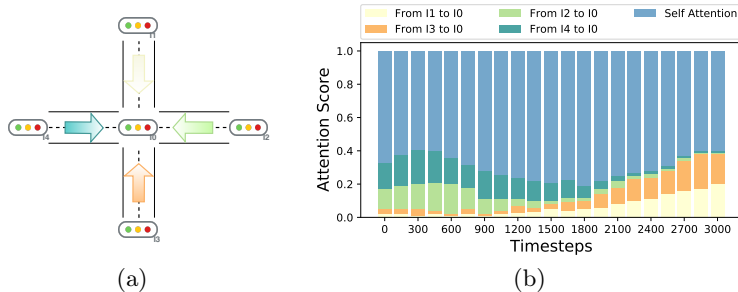 I1
I4
I0
I2
I3
(a)
From I1 to I0
From I2 to I0
Self Attention
From I3 to I0
From I4 to I0
Attention Score
1.0
0.8
0.6
0.4
0.2
0.0
0 300 600 900 1200 1500 1800 2100 2400 2700 3000
Timesteps
(b)